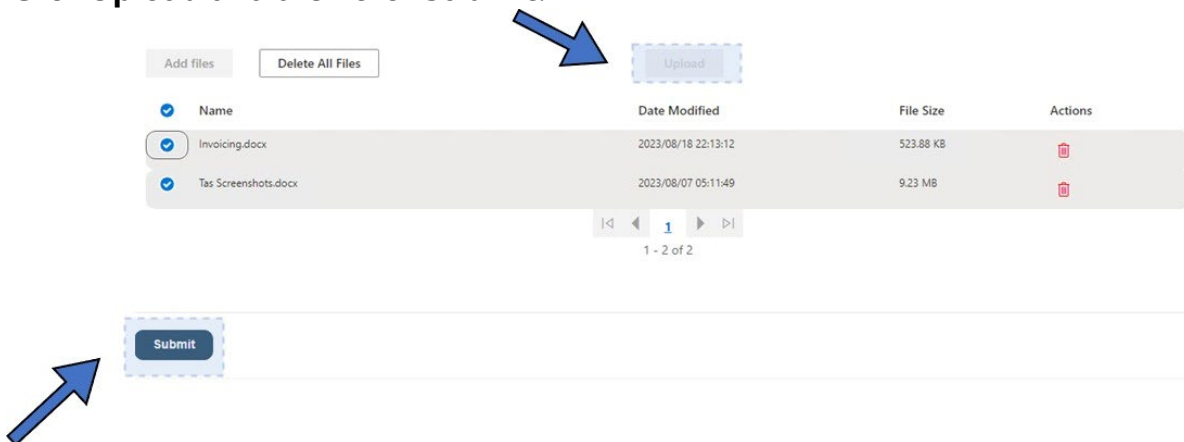 Add files Delete All Files Upload
Name Date Modified File Size Actions
Invoicing.docx 2023/08/18 22:13:12 523.88 KB
Tas Screenshots.docx 2023/08/07 05:11:49 9.23 MB
1
1 - 2 of 2
Submit